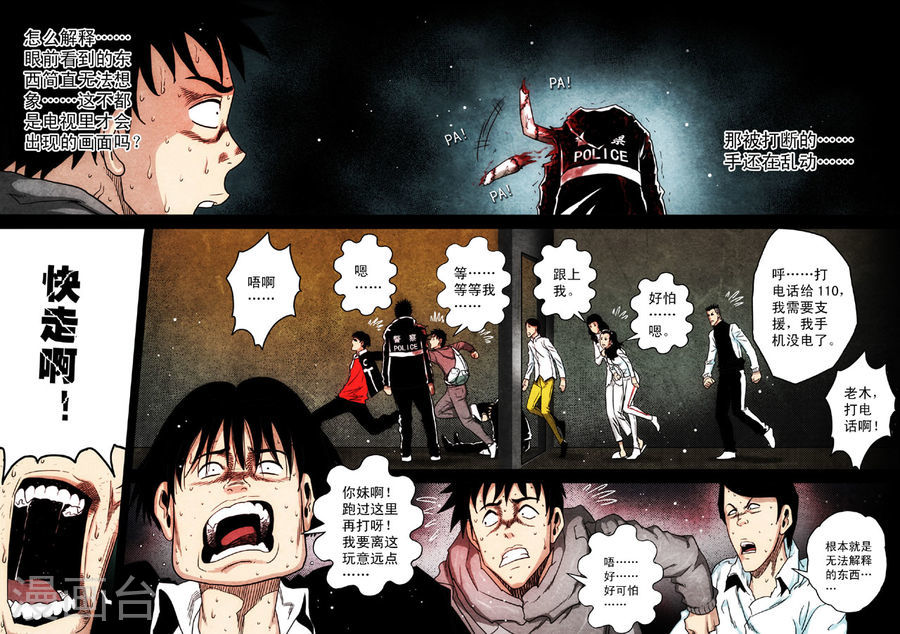 怎么解释……
眼前看到的东
西简直无法想
象……这不都
是电视里才会
出现的画面吗？
PA!
PA!
PA!
警 察
POLICE
那被打断的……
手还在乱动……
快走啊！
唔啊
……
嗯……
等……
等等我
……
警 察
POLICE
跟上
我。
好怕
……
嗯。
呼……打
电话给110，
我需要支
援，我手
机没电了。
老木，
打电
话啊！
你妹啊！
跑过这里
再打呀！
我要离这
玩意远点
……
唔……
好……
好可怕
……
根本就是
无法解释
的东西……
漫画台